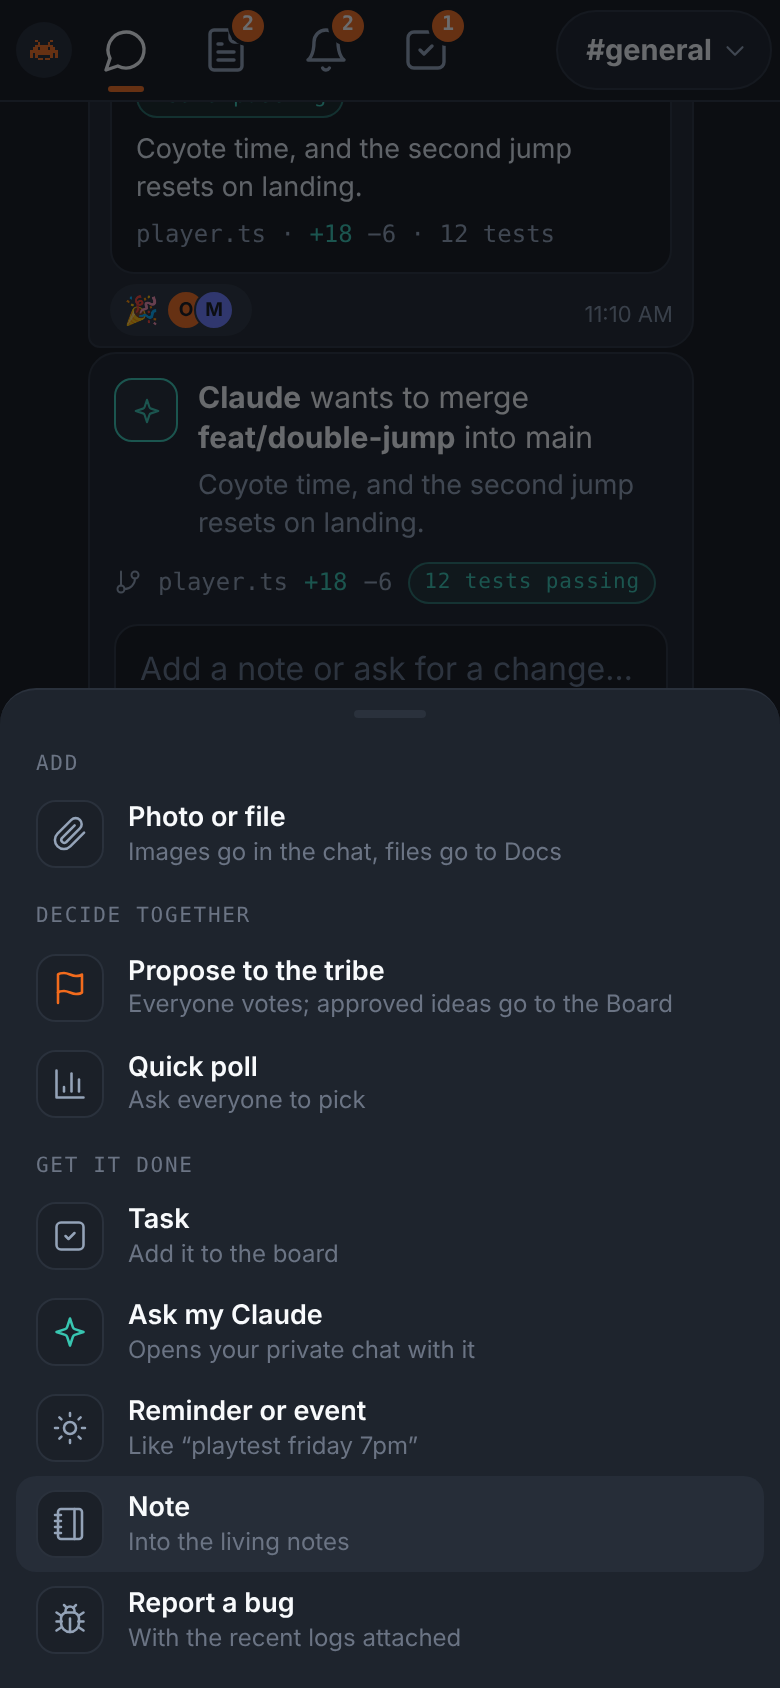 2
2
1
#general
Coyote time, and the second jump
resets on landing.
player.ts · +18 −6 · 12 tests
O M
11:10 AM
Claude wants to merge
feat/double-jump into main
Coyote time, and the second jump
resets on landing.
player.ts +18 −6 12 tests passing
Add a note or ask for a change...
ADD
Photo or file
Images go in the chat, files go to Docs
DECIDE TOGETHER
Propose to the tribe
Everyone votes; approved ideas go to the Board
Quick poll
Ask everyone to pick
GET IT DONE
Task
Add it to the board
Ask my Claude
Opens your private chat with it
Reminder or event
Like “playtest friday 7pm”
Note
Into the living notes
Report a bug
With the recent logs attached